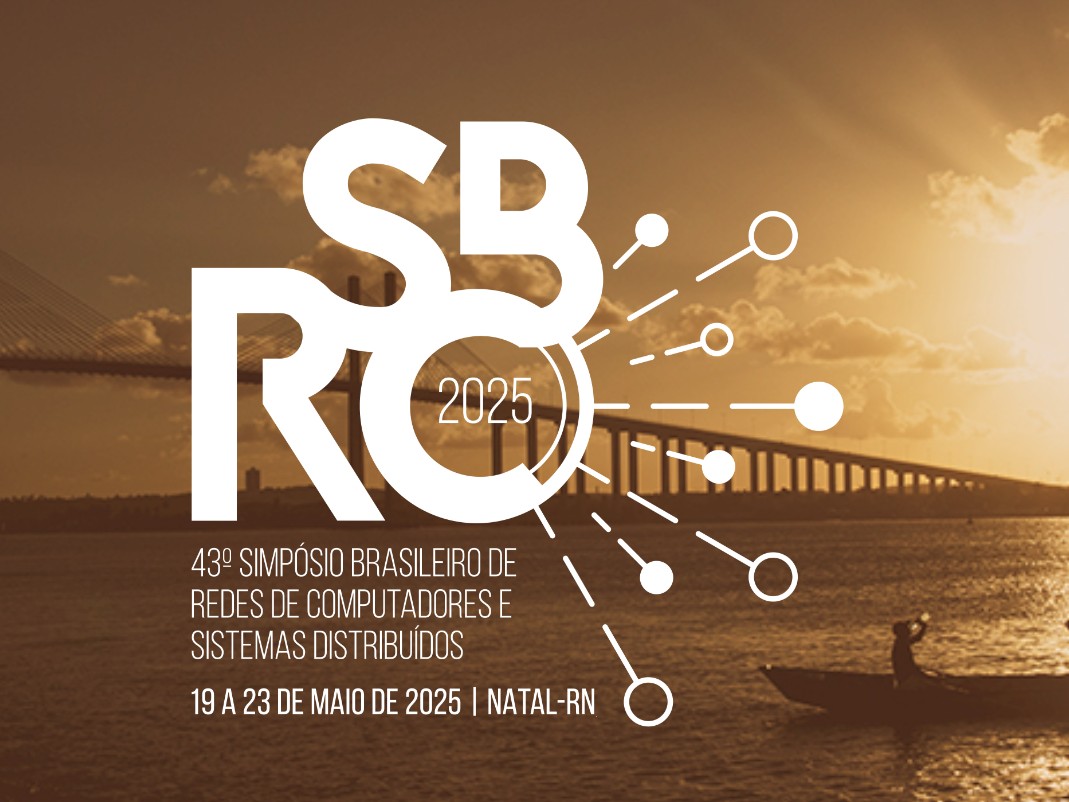 SB
RC
2025
43º SIMPÓSIO BRASILEIRO DE
REDES DE COMPUTADORES E
SISTEMAS DISTRIBUÍDOS
19 A 23 DE MAIO DE 2025 | NATAL-RN